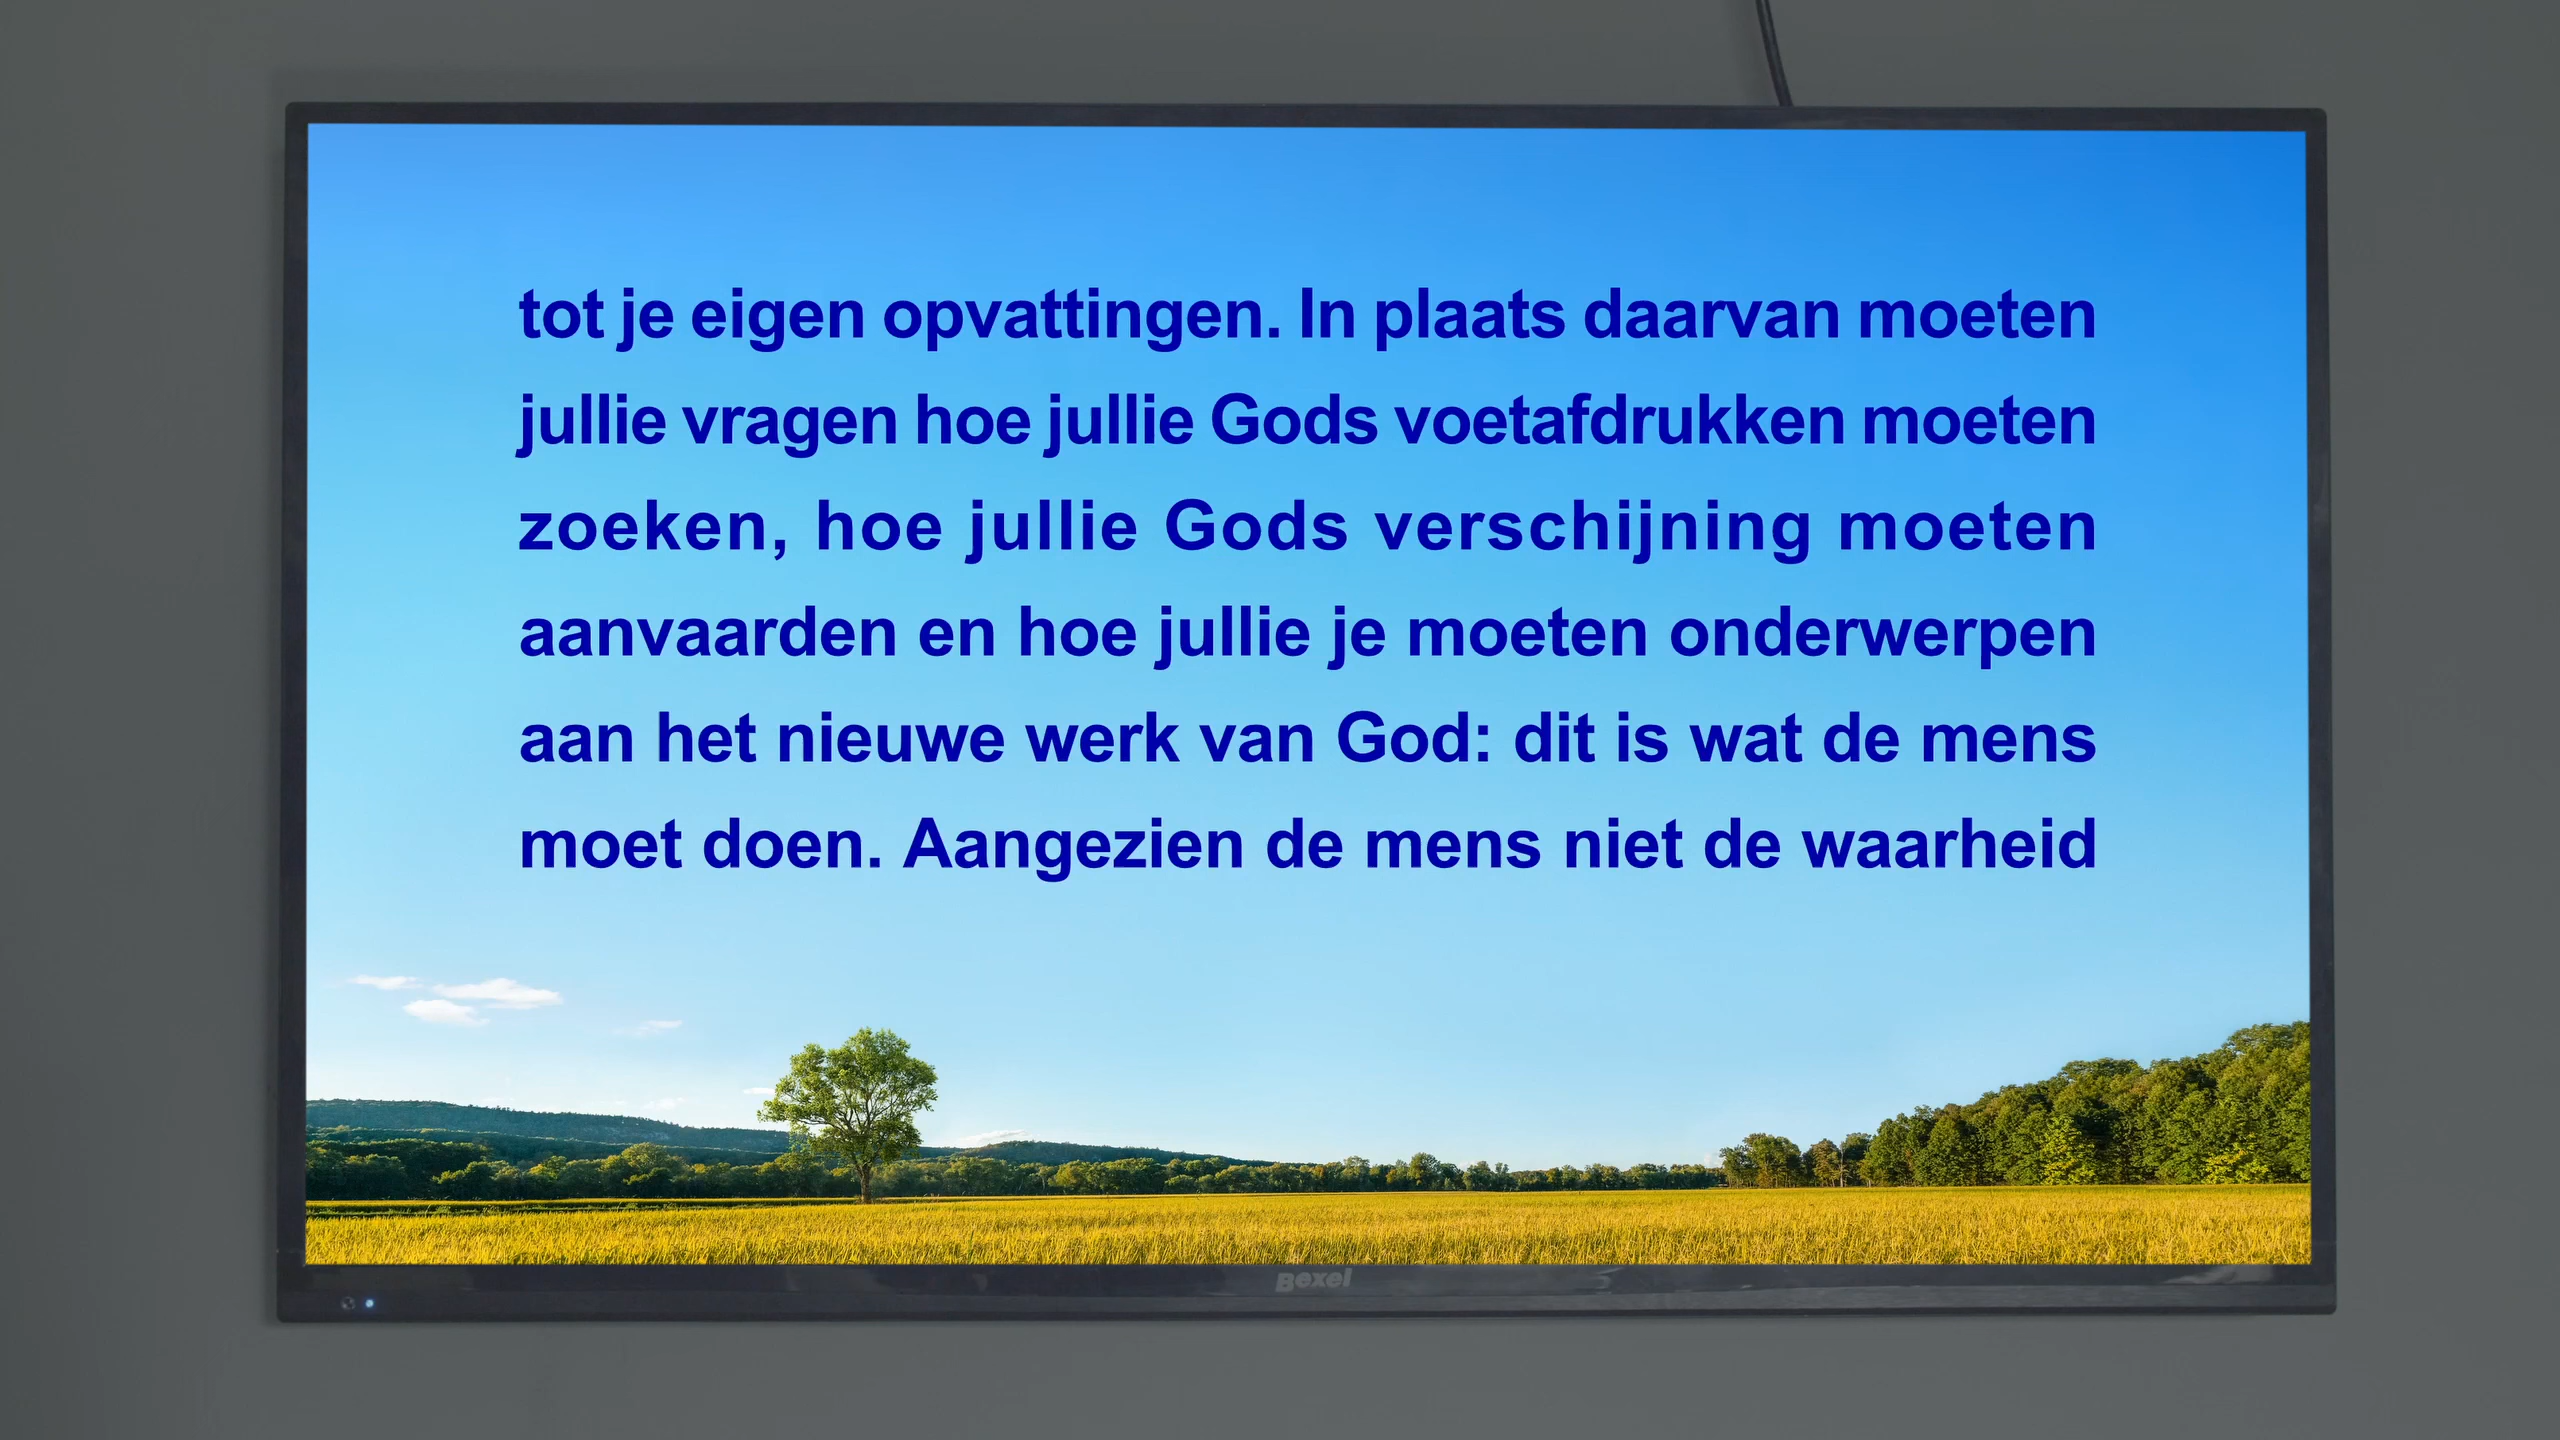 tot je eigen opvattingen. In plaats daarvan moeten
jullie vragen hoe jullie Gods voetafdrukken moeten
zoeken, hoe jullie Gods verschijning moeten
aanvaarden en hoe jullie je moeten onderwerpen
aan het nieuwe werk van God: dit is wat de mens
moet doen. Aangezien de mens niet de waarheid
Bexel